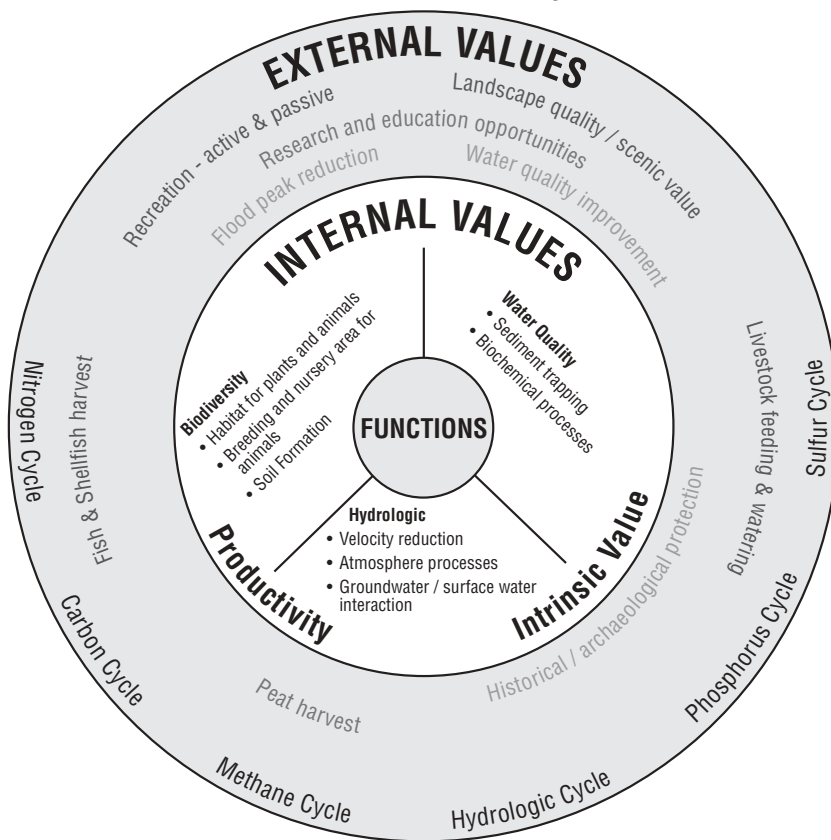 EXTERNAL VALUES
Landscape quality / scenic value
Recreation - active & passive
Research and education opportunities
Flood peak reduction
Water quality improvement
INTERNAL VALUES
Biodiversity
• Habitat for plants and animals
• Breeding and nursery area for
animals
• Soil Formation
Water Quality
• Sediment trapping
• Biochemical processes
FUNCTIONS
Hydrologic
• Velocity reduction
• Atmosphere processes
• Groundwater / surface water
interaction
Productivity
Intrinsic Value
Nitrogen Cycle
Fish & Shellfish harvest
Livestock feeding & watering
Sulfur Cycle
Historical / archaeological protection
Carbon Cycle
Peat harvest
Phosphorus Cycle
Methane Cycle
Hydrologic Cycle